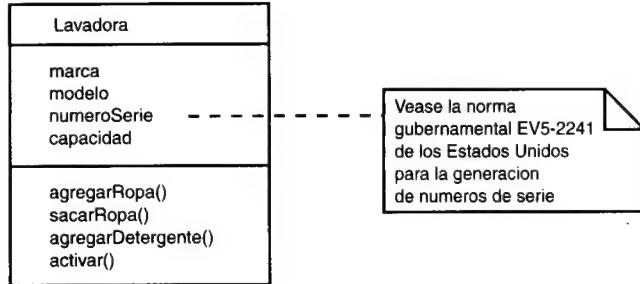 Lavadora
marca
modelo
numeroSerie
capacidad
agregarRopa()
sacarRopa()
agregarDetergente()
activar()
Vease la norma
gubernamental EV5-2241
de los Estados Unidos
para la generacion
de numeros de serie